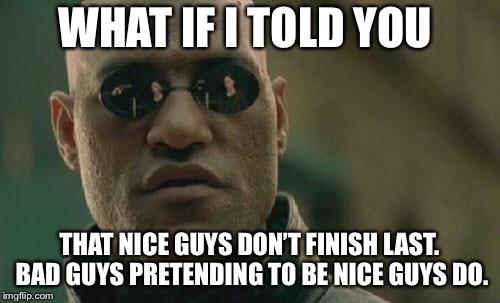 WHAT IF I TOLD YOU
THAT NICE GUYS DON’T FINISH LAST.
BAD GUYS PRETENDING TO BE NICE GUYS DO.
imgflip.com